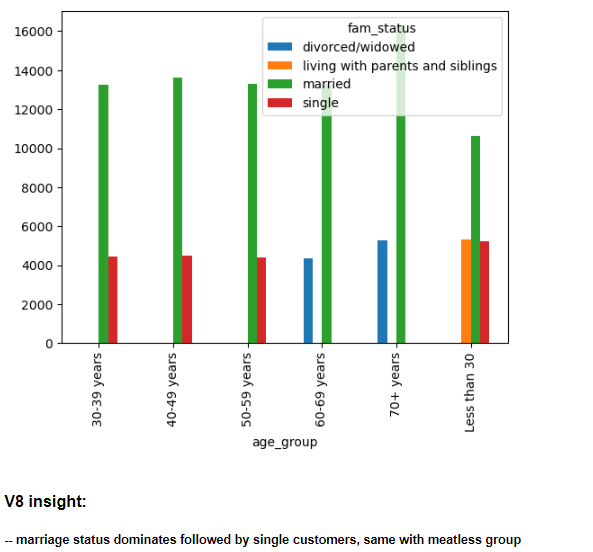 fam_status
divorced/widowed
living with parents and siblings
married
single
16000
14000
12000
10000
8000
6000
4000
2000
0
30-39 years
40-49 years
50-59 years
60-69 years
70+ years
Less than 30
age_group
V8 insight:
-- marriage status dominates followed by single customers, same with meatless group